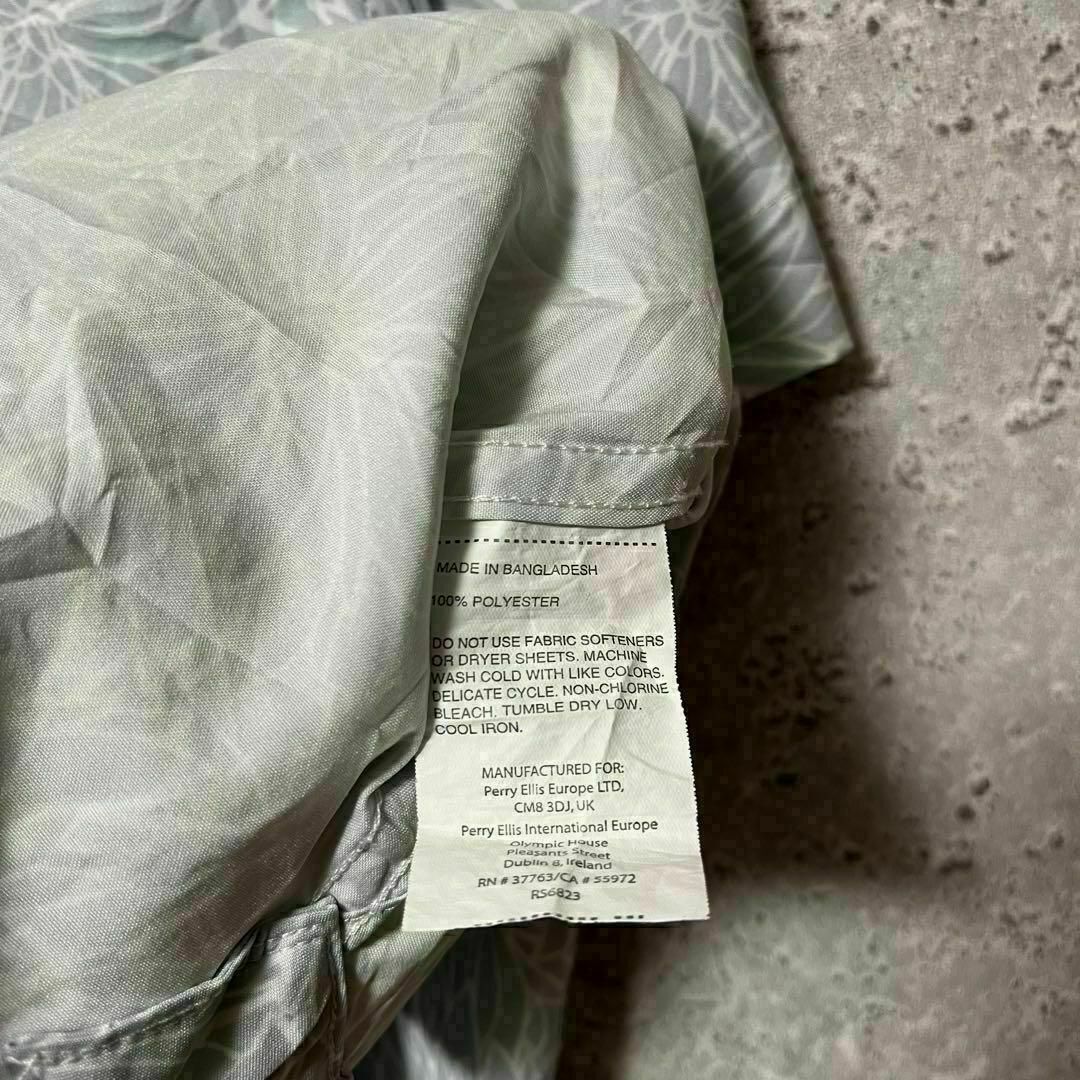 MADE IN BANGLADESH
100% POLYESTER
DO NOT USE FABRIC SOFTENERS
OR DRYER SHEETS. MACHINE
WASH COLD WITH LIKE COLORS.
DELICATE CYCLE. NON-CHLORINE
BLEACH. TUMBLE DRY LOW.
COOL IRON.
MANUFACTURED FOR:
Perry Ellis Europe LTD,
CM8 3DJ, UK
Perry Ellis International Europe
Olympic House
Pleasants Street
Dublin 8, Ireland
RN # 37763/CA # 55972
RS6823